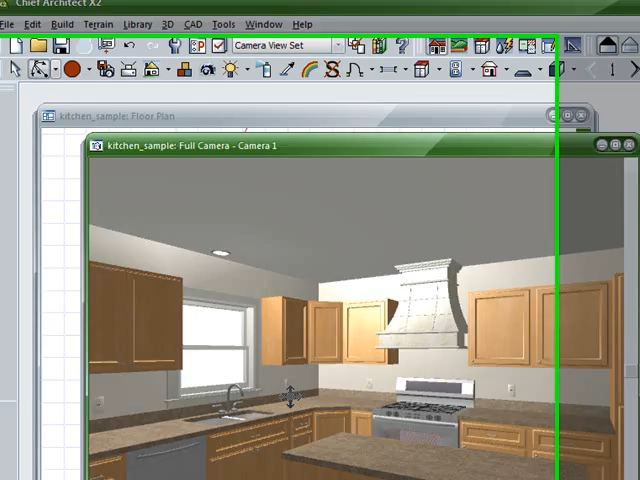 Chief Architect X2
File Edit Build Terrain Library 3D CAD Tools Window Help
Camera View Set
1
kitchen_sample: Floor Plan
kitchen_sample: Full Camera - Camera 1